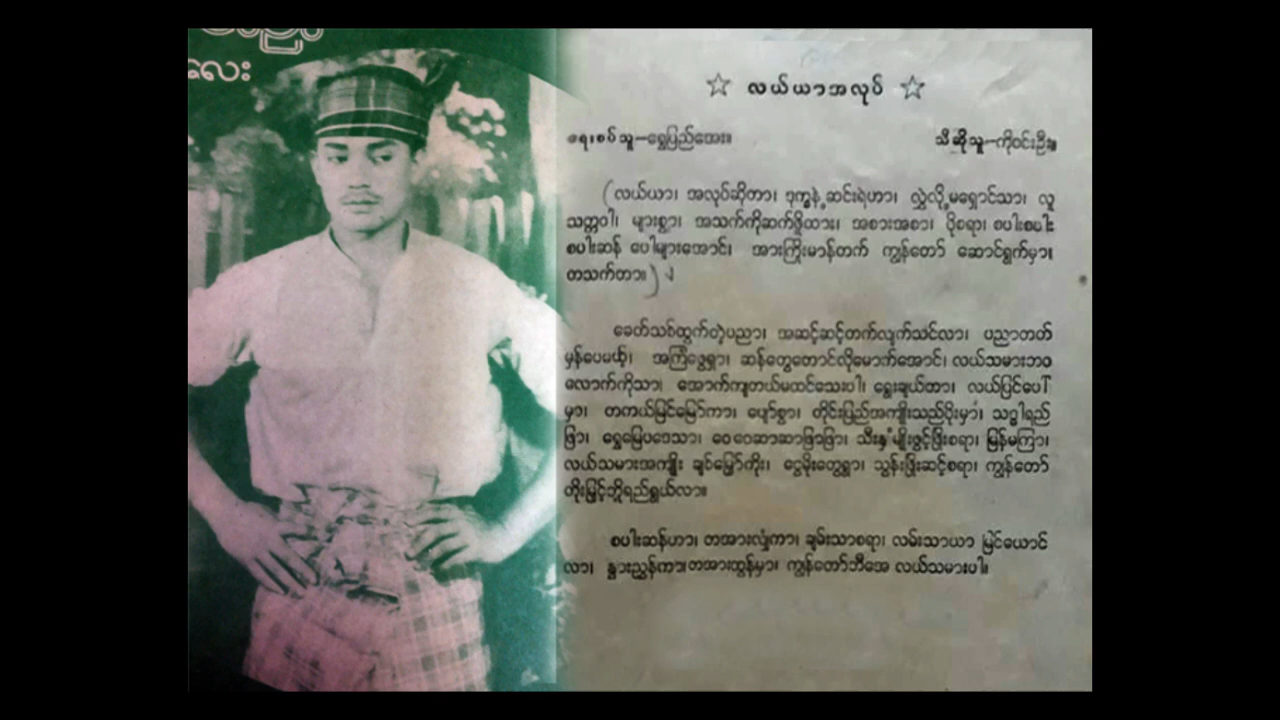 လေး
☆ လယ်ယာအလုပ် ☆
ရေးစပ်သူ–ရွှေပြည်အေး။ သီဆိုသူ–ကိုဝင်းဦး။
(လယ်ယာ၊ အလုပ်ဆိုတာ၊ ဒုက္ခနဲ့ ဆင်းရဲဟာ၊ လွှဲလို့မရှောင်သာ၊ လူ
သတ္တဝါ၊ များစွာ၊ အသက်ကိုဆက်ဖို့ထား၊ အစားအစာ၊ ပိုစရာ၊ စပါးစပါး
စပါးဆန် ပေါများအောင်၊ အားကြိုးမာန်တက် ကျွန်တော် ဆောင်ရွက်မှာ၊
တသက်တာ။) ၂
ခေတ်သစ်ထွက်တဲ့ပညာ၊ အဆင့်ဆင့်တက်လျှက်သင်လာ၊ ပညာတတ်
မှန်ပေမယ့်၊ အကြံဖွေရှာ၊ ဆန်တွေတောင်လိုမောက်အောင်၊ လယ်သမားဘဝ
လောက်ကိုသာ၊ အောက်ကျတယ်မထင်သေးပါ၊ ရွေးချယ်တာ၊ လယ်ပြင်ပေါ်
မှာ၊ တကယ်မြင်မြော်ကာ၊ ပျော်စွာ၊ တိုင်းပြည်အကျိုးသည်ပိုးမှာ၊ သဒ္ဓါရည်
ဖြာ၊ ရွှေမြေပဒေသာ၊ ဝေဝေဆာဆာဖြာဖြာ၊ သီးနှံမျိုးဖွင့်ဖြိုးစရာ၊ မြန်မကြာ၊
လယ်သမားအကျိုး ချစ်မြှော်ကိုး၊ ငွေမိုးတွေရွာ၊ သွန်းဖြိုးဆင့်စရာ၊ ကျွန်တော်
တိုးမြှင့်ဘို့ရည်ရွယ်လာ။
စပါးဆန်ဟာ၊ တအားလျှံကာ၊ ချမ်းသာစရာ၊ လမ်းသာယာ မြဲင်ယောင်
လာ၊ နွားညွှန်ကာ၊တအားထွန်မှာ၊ ကျွန်တော်ဘီအေ လယ်သမားပါ။